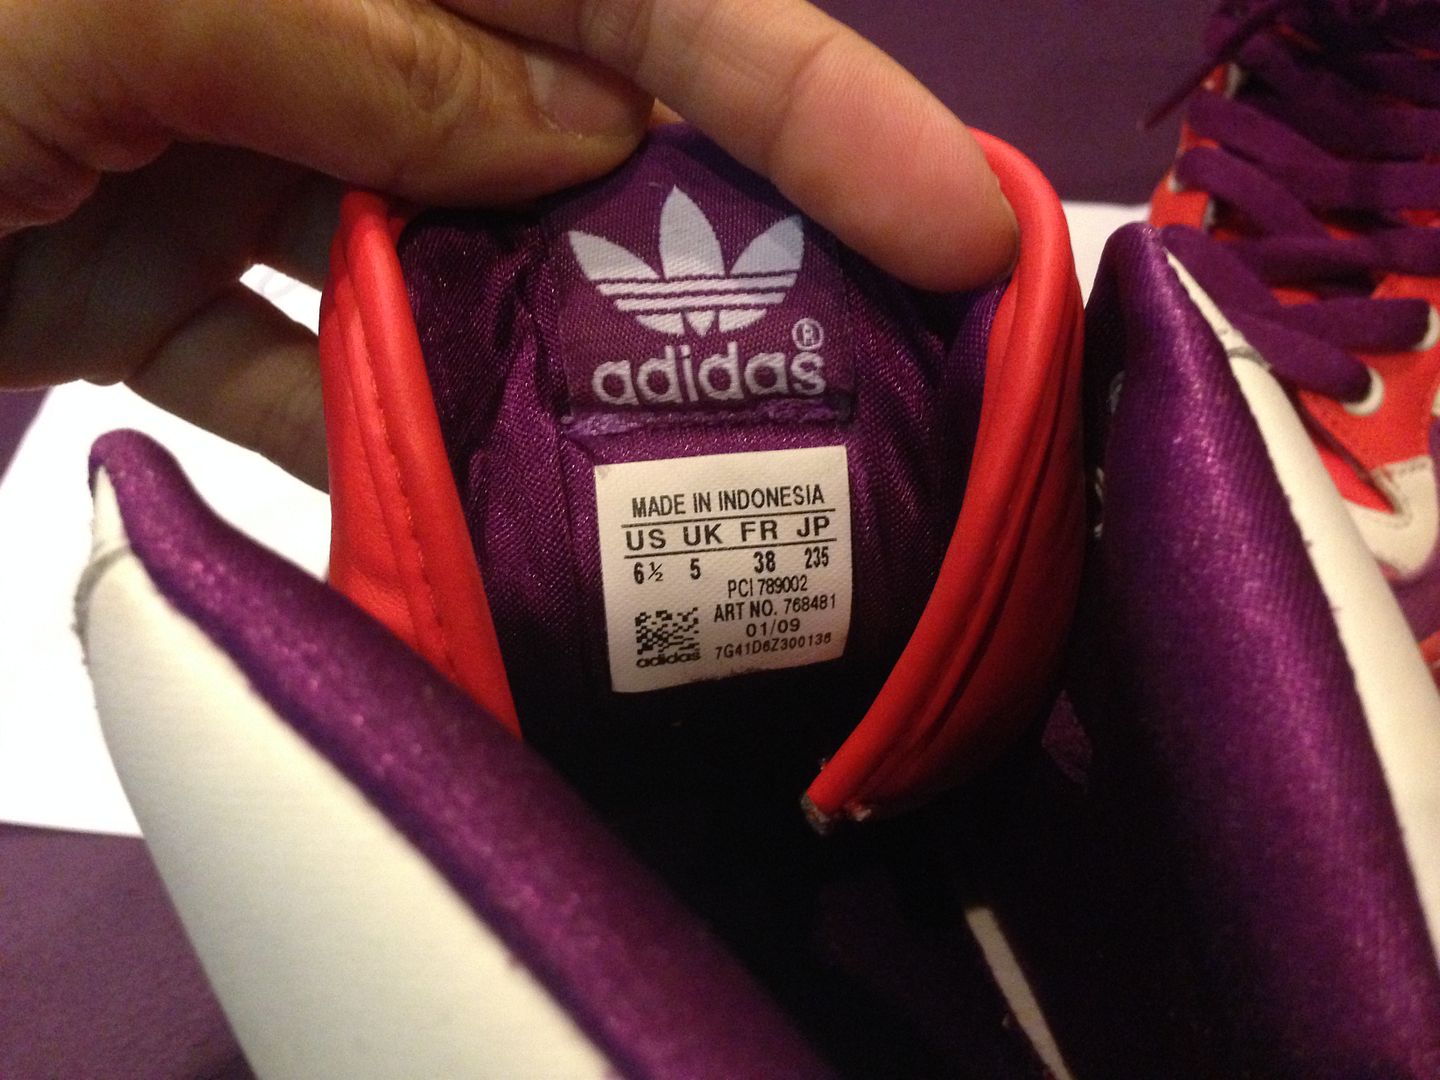 adidas®
MADE IN INDONESIA
US UK FR JP
6½ 5 38 235
PCI 789002
ART NO. 768481
01/09
7G41D6Z300138
adidas